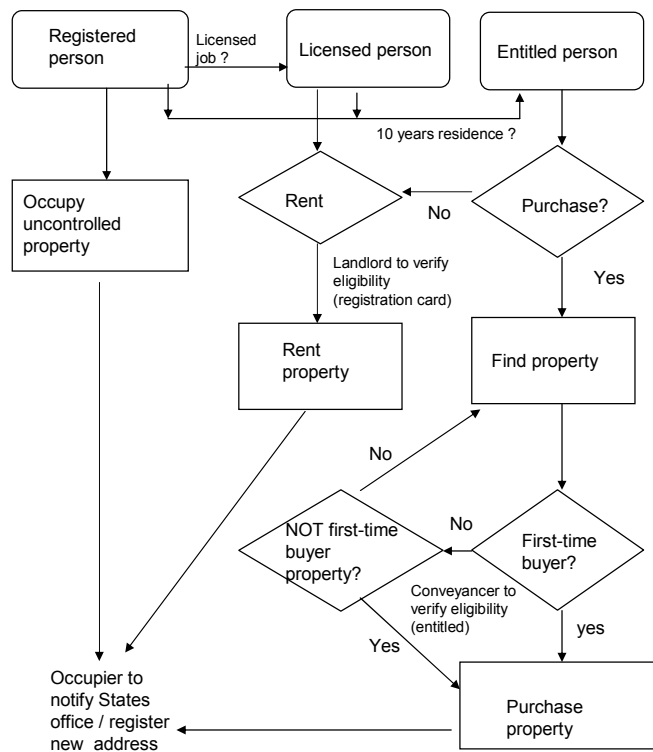 Registered
person
Licensed
job ?
Licensed person
Entitled person
10 years residence ?
Occupy
uncontrolled
property
Rent
No
Purchase?
Landlord to verify
eligibility
(registration card)
Yes
Rent
property
Find property
No
NOT first-time
buyer
property?
No
First-time
buyer?
Conveyancer to
verify eligibility
(entitled)
Yes
yes
Occupier to
notify States
office / register
new address
Purchase
property